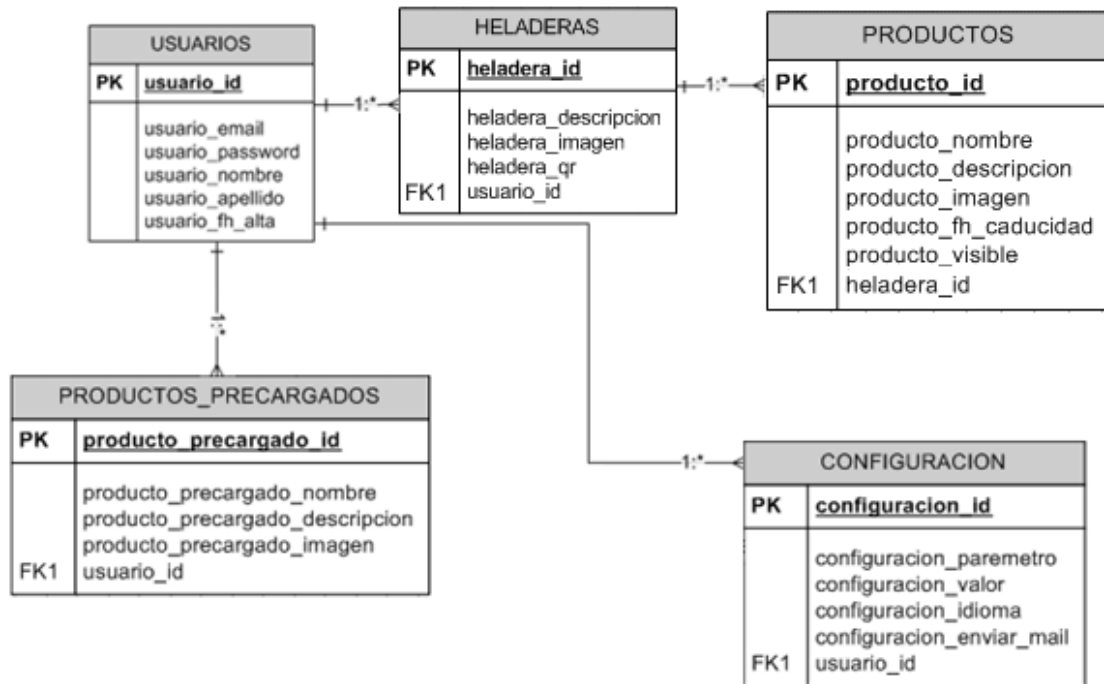 USUARIOS
PK usuario_id
usuario_email
usuario_password
usuario_nombre
usuario_apellido
usuario_fh_alta
1:*
HELADERAS
PK heladera_id
heladera_descripcion
heladera_imagen
heladera_qr
FK1 usuario_id
1:*
PRODUCTOS
PK producto_id
producto_nombre
producto_descripcion
producto_imagen
producto_fh_caducidad
producto_visible
FK1 heladera_id
1:*
PRODUCTOS_PRECARGADOS
PK producto_precargado_id
producto_precargado_nombre
producto_precargado_descripcion
producto_precargado_imagen
FK1 usuario_id
1:*
CONFIGURACION
PK configuracion_id
configuracion_paremetro
configuracion_valor
configuracion_idioma
configuracion_enviar_mail
FK1 usuario_id